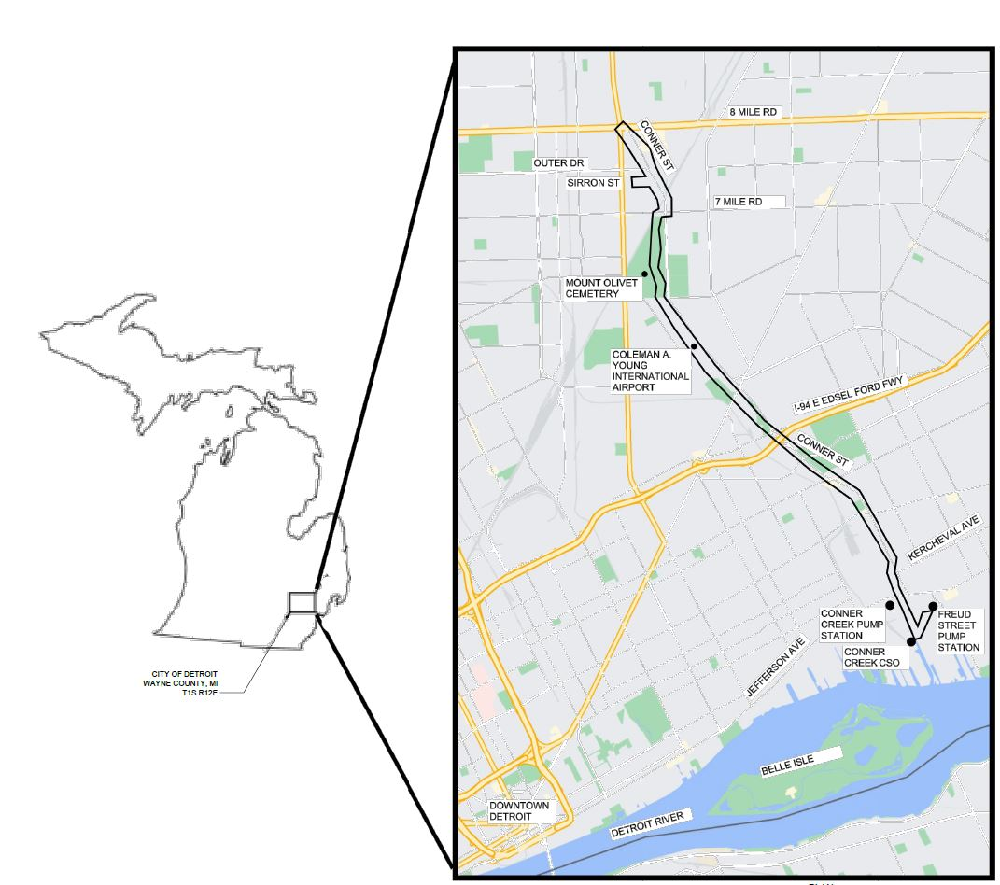 8 MILE RD
CONNER ST
OUTER DR
SIRRON ST
7 MILE RD
MOUNT OLIVET
CEMETERY
COLEMAN A.
YOUNG
INTERNATIONAL
AIRPORT
I-94 E EDSEL FORD FWY
CONNER ST
KERCHEVAL AVE
CONNER
CREEK PUMP
STATION
FREUD
STREET
PUMP
STATION
CONNER
CREEK CSO
JEFFERSON AVE
CITY OF DETROIT
WAYNE COUNTY, MI
T1S R12E
BELLE ISLE
DOWNTOWN
DETROIT
DETROIT RIVER